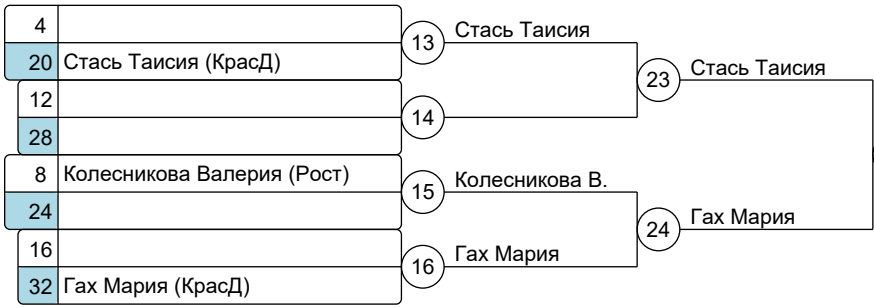 4
13 Стась Таисия
20 Стась Таисия (КрасД)
23 Стась Таисия
12
14
28
8 Колесникова Валерия (Рост)
15 Колесникова В.
24
24 Гах Мария
16
16 Гах Мария
32 Гах Мария (КрасД)